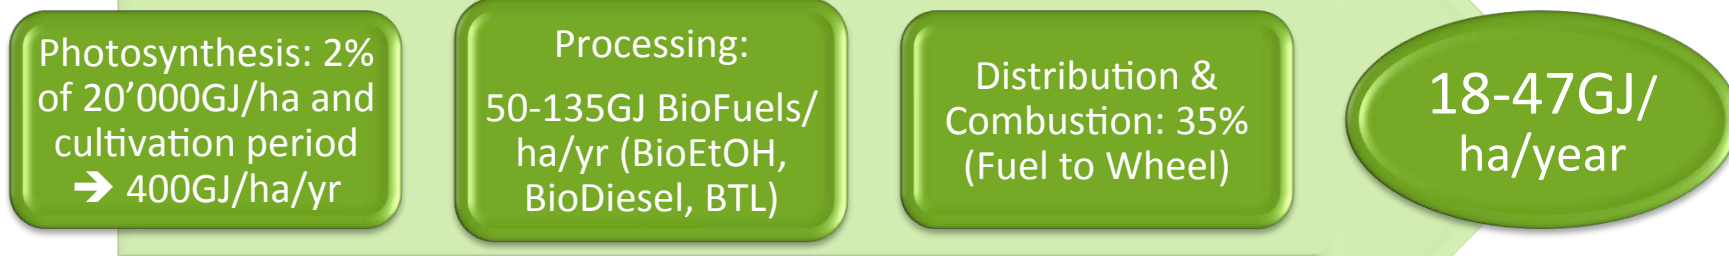 Photosynthesis: 2%
of 20’000GJ/ha and
cultivation period
➔ 400GJ/ha/yr
Processing:
50-135GJ BioFuels/
ha/yr (BioEtOH,
BioDiesel, BTL)
Distribution &
Combustion: 35%
(Fuel to Wheel)
18-47GJ/
ha/year